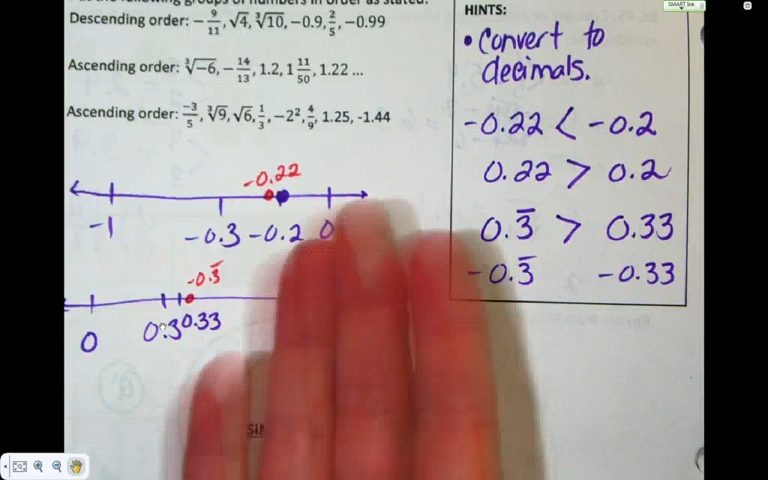 Descending order: −9/11, √4, ∛10, −0.9, 2/5, −0.99
Ascending order: ∛−6, −14/13, 1.2, 1 11/50, 1.22 ...
Ascending order: −3/5, ∛9, √6, 1/3, −2², 4/9, 1.25, -1.44
-0.22
-1 -0.3 -0.2 0
-0.3̅
0 0.3 0.33
SMART Ink
HINTS:
• Convert to
decimals.
-0.22 < -0.2
0.22 > 0.2
0.3̅ > 0.33
-0.3̅ -0.33